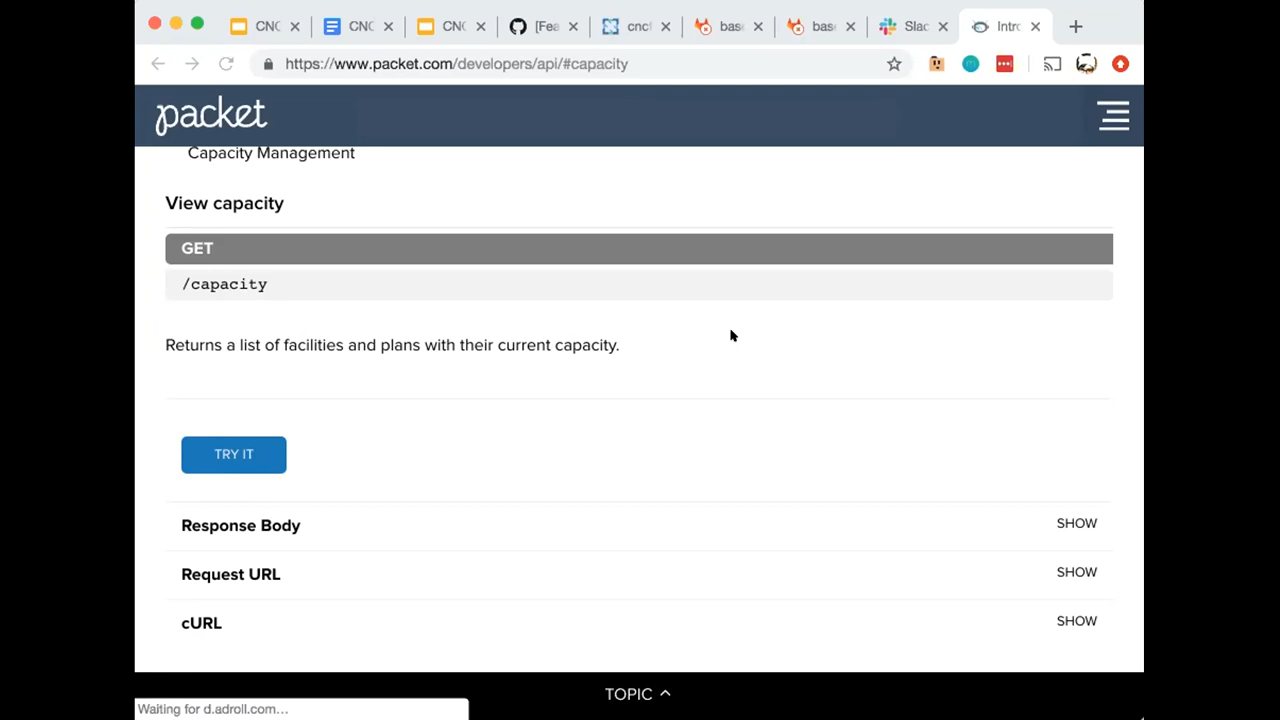 CNC
CNC
CNC
[Fea
cncf
base
base
Slac
Intro
https://www.packet.com/developers/api/#capacity
packet
Capacity Management
View capacity
GET
/capacity
Returns a list of facilities and plans with their current capacity.
TRY IT
Response Body
SHOW
Request URL
SHOW
cURL
SHOW
TOPIC
Waiting for d.adroll.com...